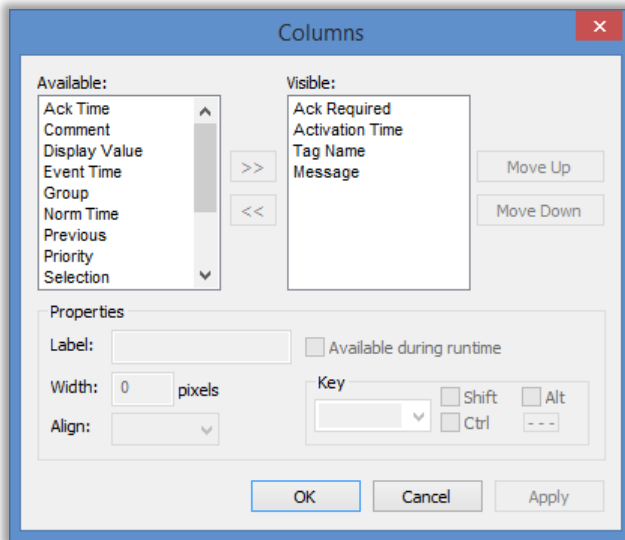 Columns
Available:
Visible:
Ack Time
Comment
Display Value
Event Time
Group
Norm Time
Previous
Priority
Selection
>>
<<
Ack Required
Activation Time
Tag Name
Message
Move Up
Move Down
Properties
Label:
Available during runtime
Width: 0 pixels
Align:
Key
Shift
Alt
Ctrl
---
OK
Cancel
Apply